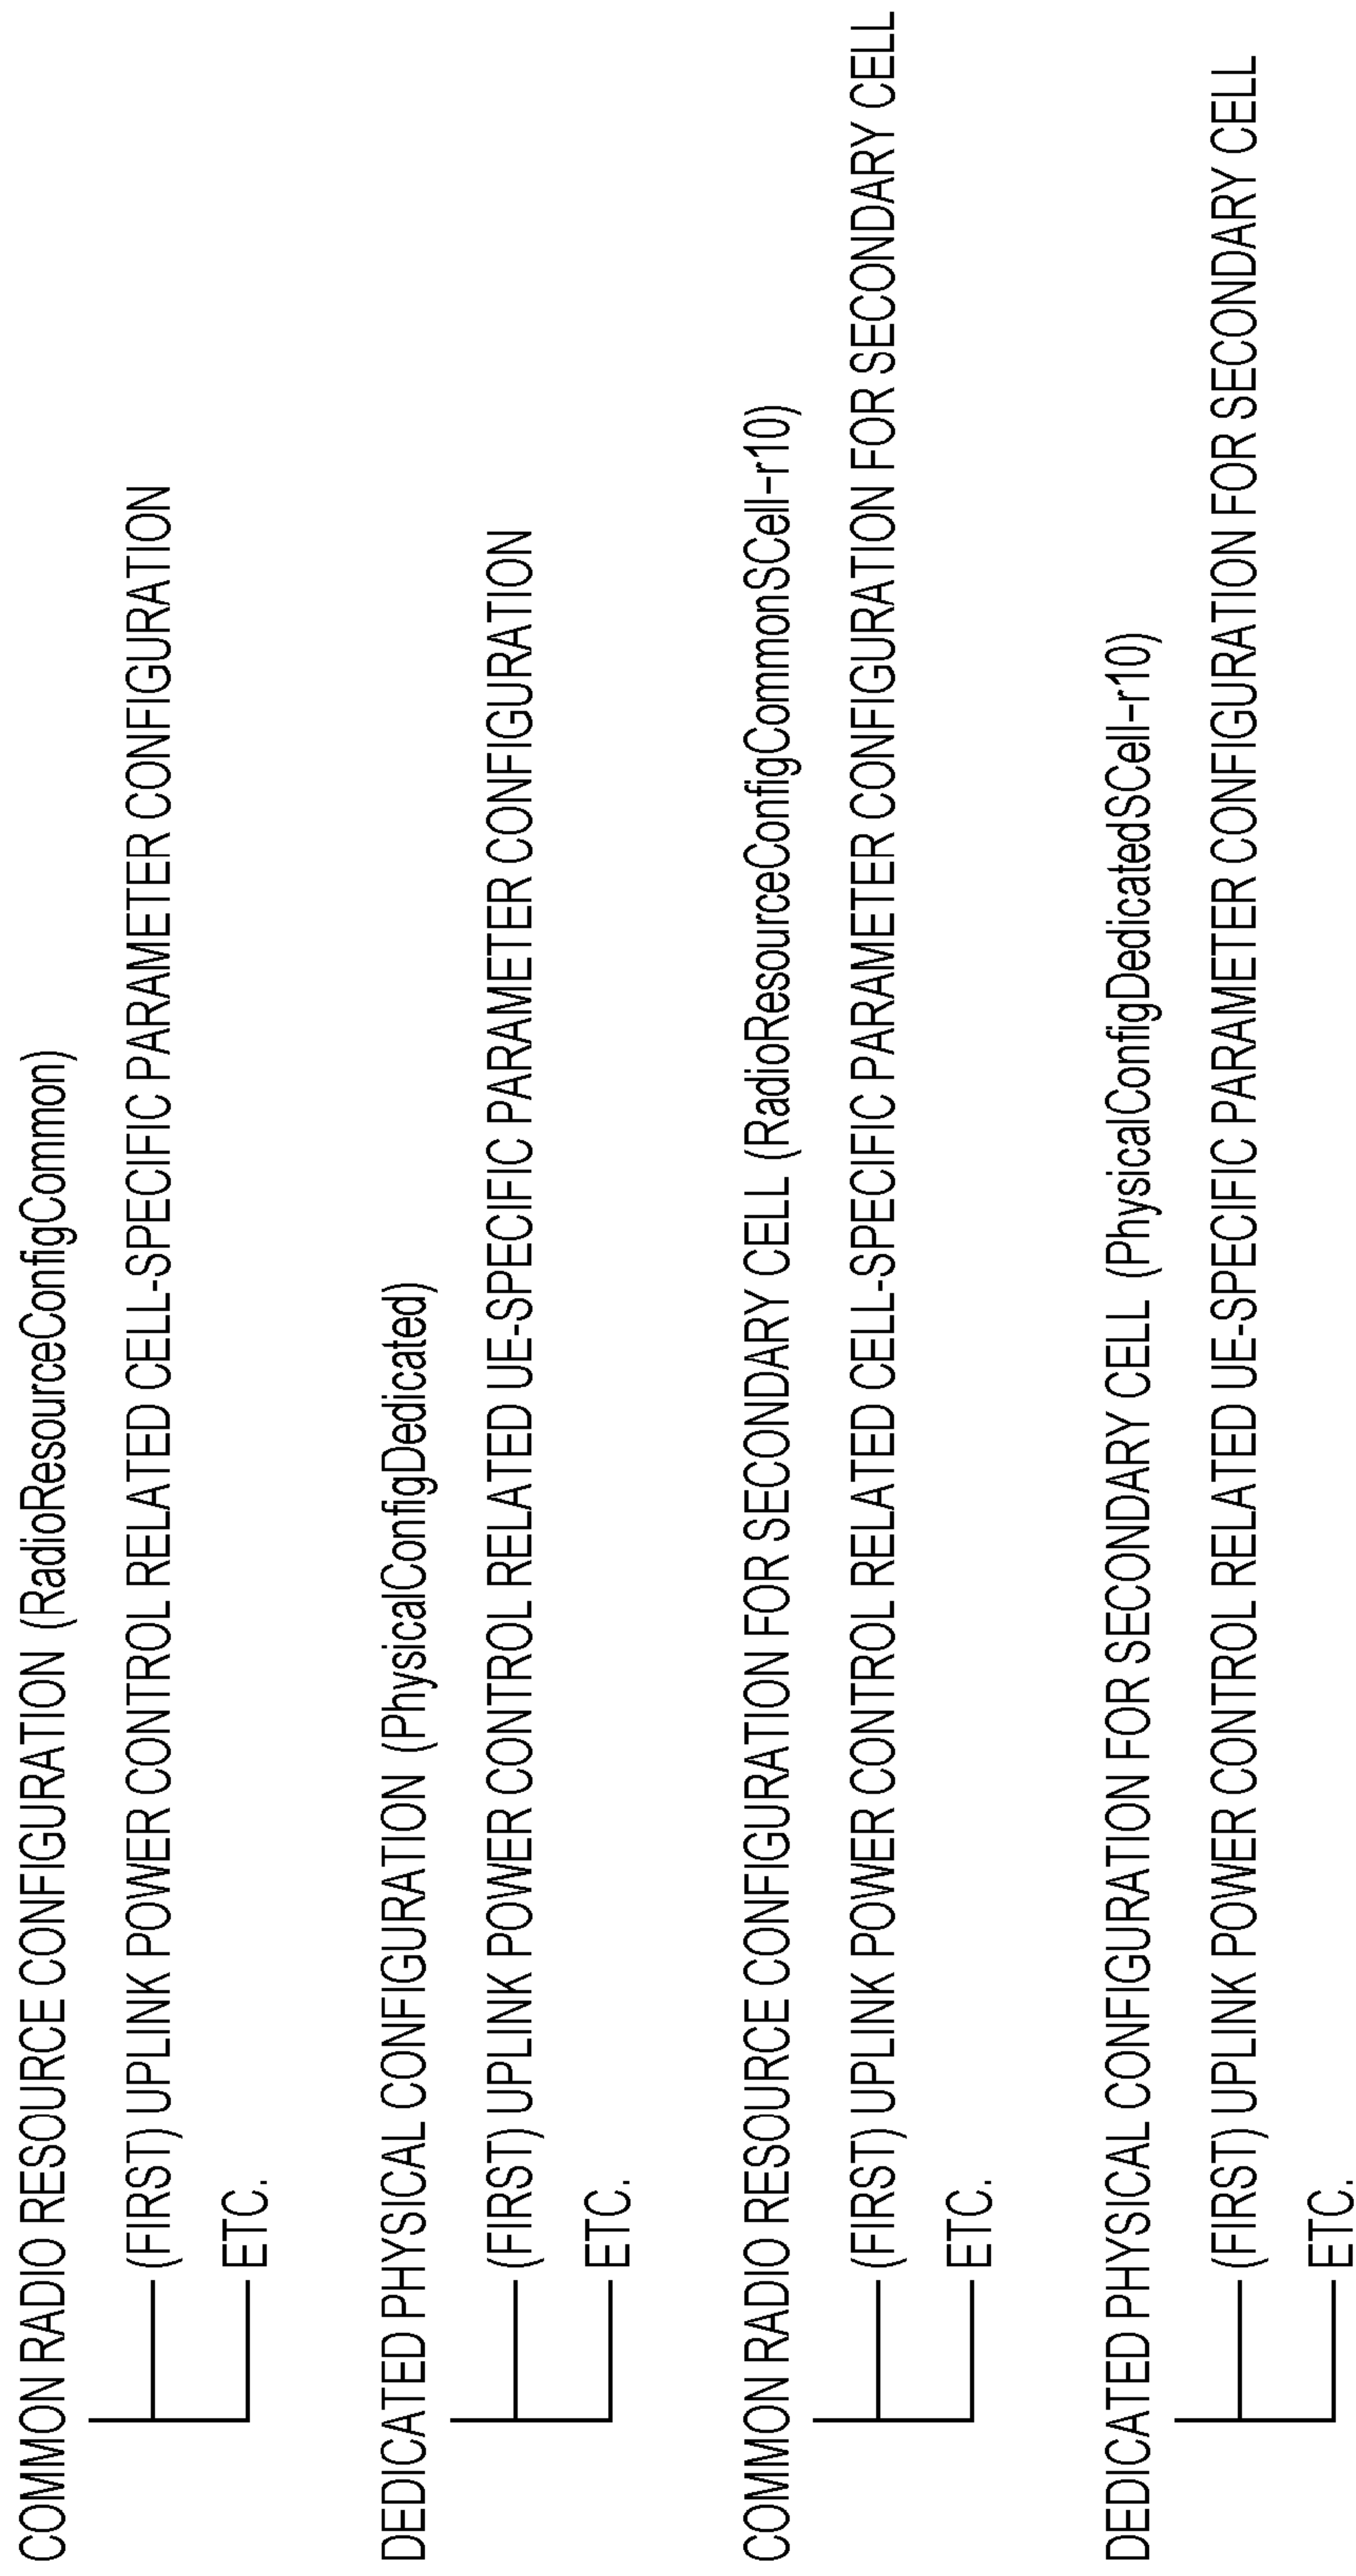 COMMON RADIO RESOURCE CONFIGURATION (RadioResourceConfigCommon)
(FIRST) UPLINK POWER CONTROL RELATED CELL-SPECIFIC PARAMETER CONFIGURATION
ETC.
DEDICATED PHYSICAL CONFIGURATION (PhysicalConfigDedicated)
(FIRST) UPLINK POWER CONTROL RELATED UE-SPECIFIC PARAMETER CONFIGURATION
ETC.
COMMON RADIO RESOURCE CONFIGURATION FOR SECONDARY CELL (RadioResourceConfigCommonSCell-r10)
(FIRST) UPLINK POWER CONTROL RELATED CELL-SPECIFIC PARAMETER CONFIGURATION FOR SECONDARY CELL
ETC.
DEDICATED PHYSICAL CONFIGURATION FOR SECONDARY CELL (PhysicalConfigDedicatedSCell-r10)
(FIRST) UPLINK POWER CONTROL RELATED UE-SPECIFIC PARAMETER CONFIGURATION FOR SECONDARY CELL
ETC.